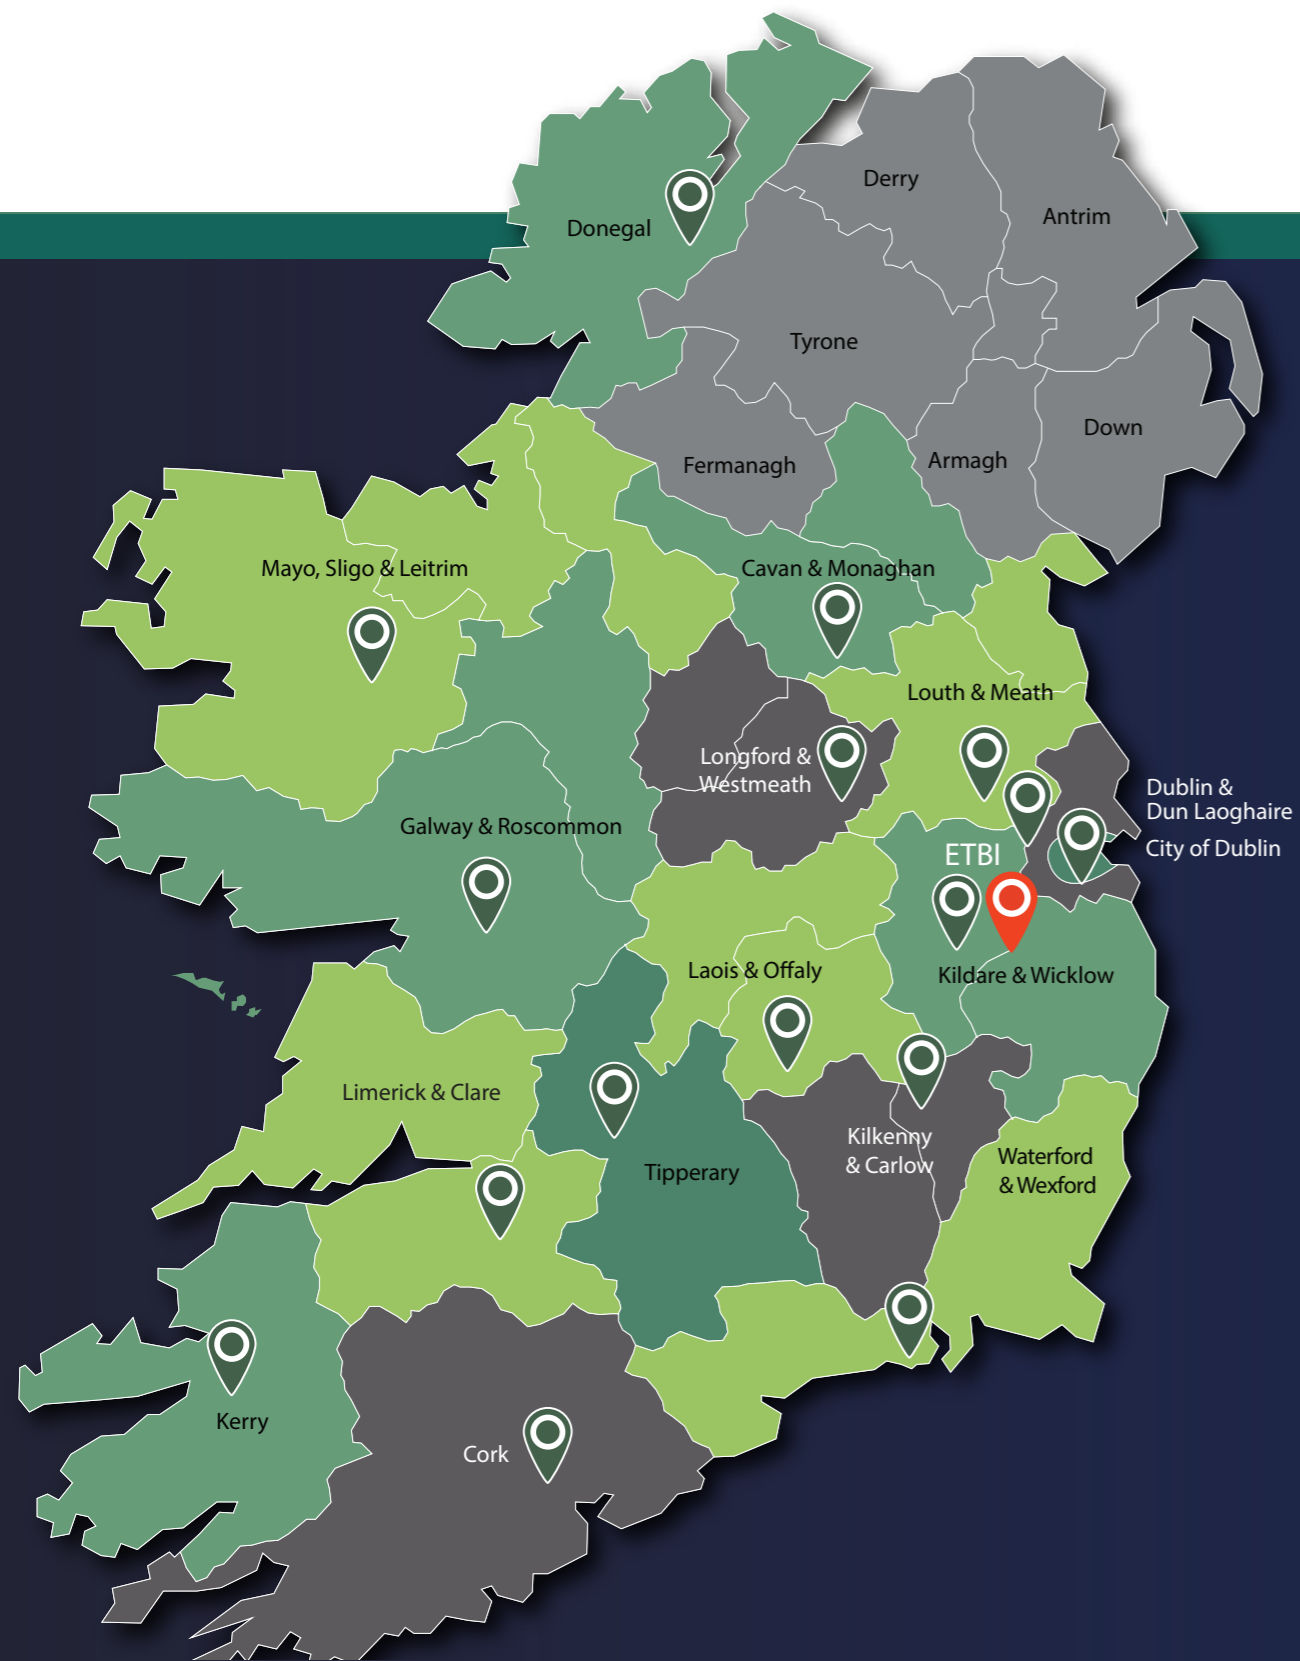 Derry
Antrim
Donegal
Tyrone
Down
Fermanagh
Armagh
Mayo, Sligo & Leitrim
Cavan & Monaghan
Louth & Meath
Longford &
Westmeath
Dublin &
Dun Laoghaire
City of Dublin
Galway & Roscommon
ETBI
Laois & Offaly
Kildare & Wicklow
Limerick & Clare
Kilkenny
& Carlow
Waterford
& Wexford
Tipperary
Kerry
Cork